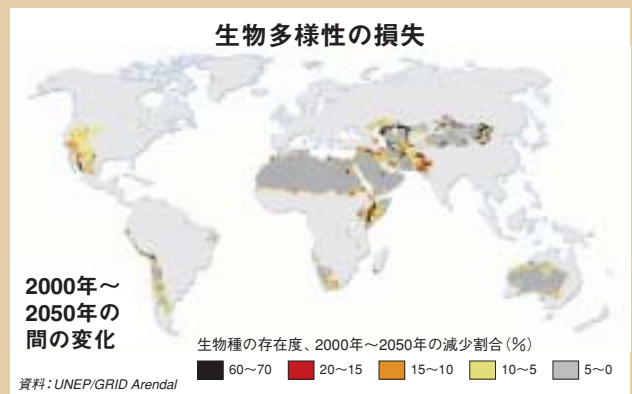 生物多様性の損失
2000年～
2050年の
間の変化
生物種の存在度、2000年～2050年の減少割合（%）
60～70
20～15
15～10
10～5
5～0
資料：UNEP/GRID Arendal